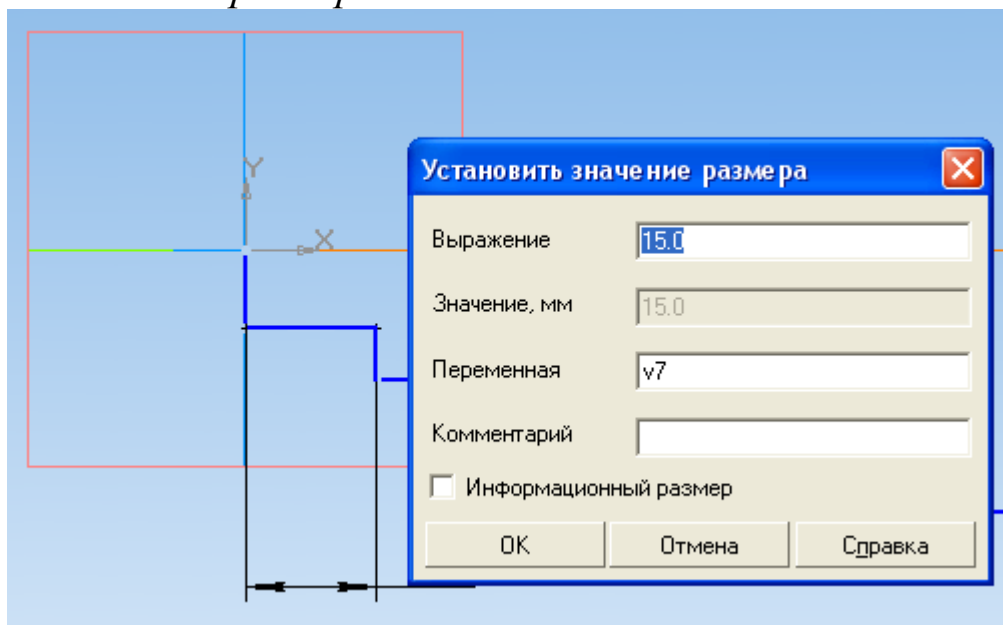 Y
X
Установить значение размера
Выражение 15.0
Значение, мм 15.0
Переменная v7
Комментарий
Информационный размер
OK Отмена Справка